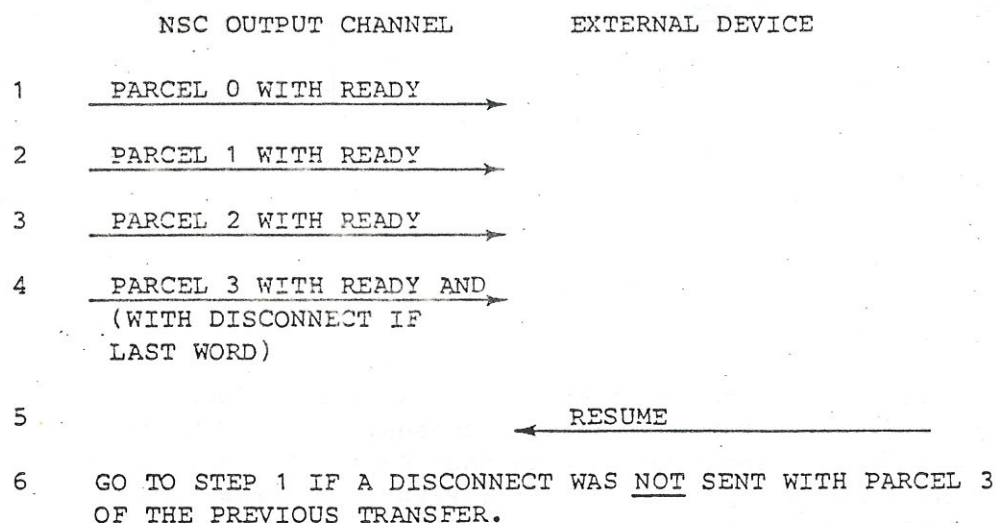 NSC OUTPUT CHANNEL EXTERNAL DEVICE
1 PARCEL 0 WITH READY
2 PARCEL 1 WITH READY
3 PARCEL 2 WITH READY
4 PARCEL 3 WITH READY AND
(WITH DISCONNECT IF
LAST WORD)
5 RESUME
6 GO TO STEP 1 IF A DISCONNECT WAS NOT SENT WITH PARCEL 3
OF THE PREVIOUS TRANSFER.